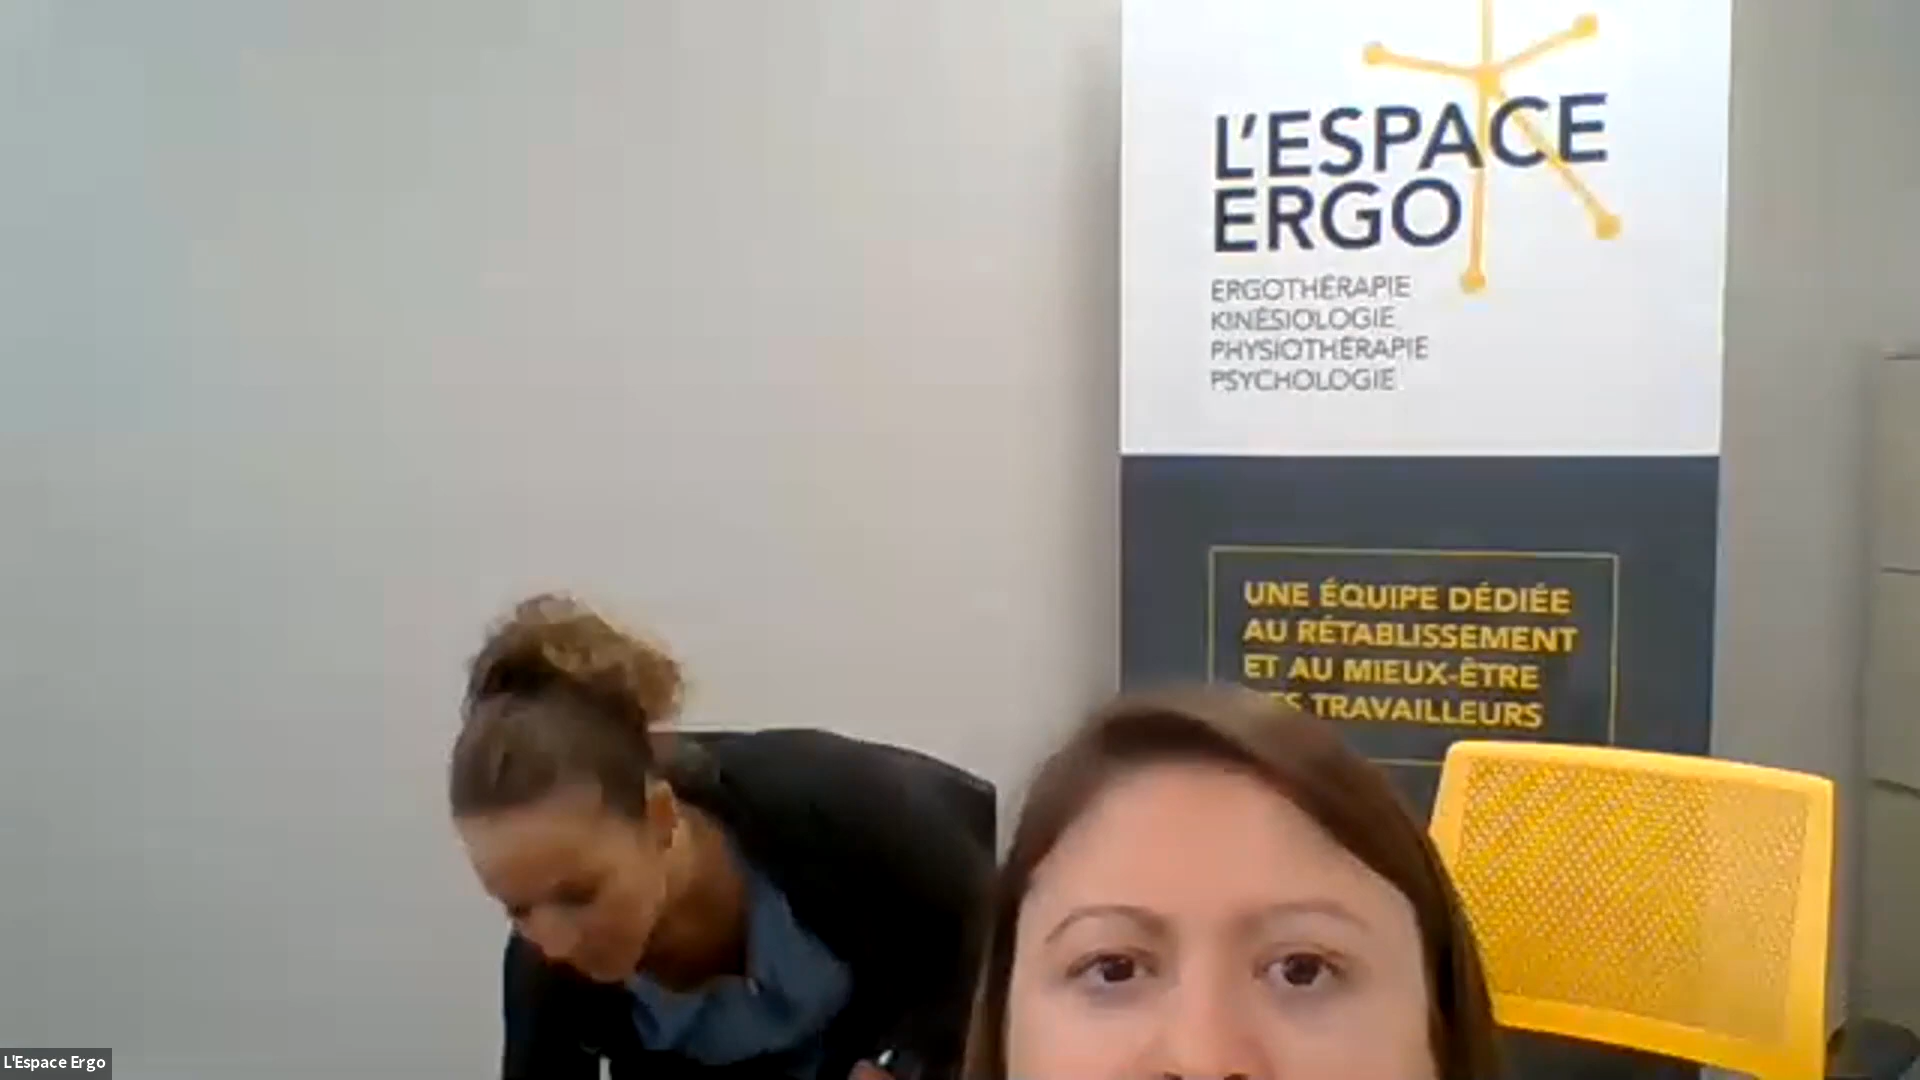 L'ESPACE
ERGO
ERGOTHÉRAPIE
KINÉSIOLOGIE
PHYSIOTHÉRAPIE
PSYCHOLOGIE
UNE ÉQUIPE DÉDIÉE
AU RÉTABLISSEMENT
ET AU MIEUX-ÊTRE
TRAVAILLEURS
L'Espace Ergo